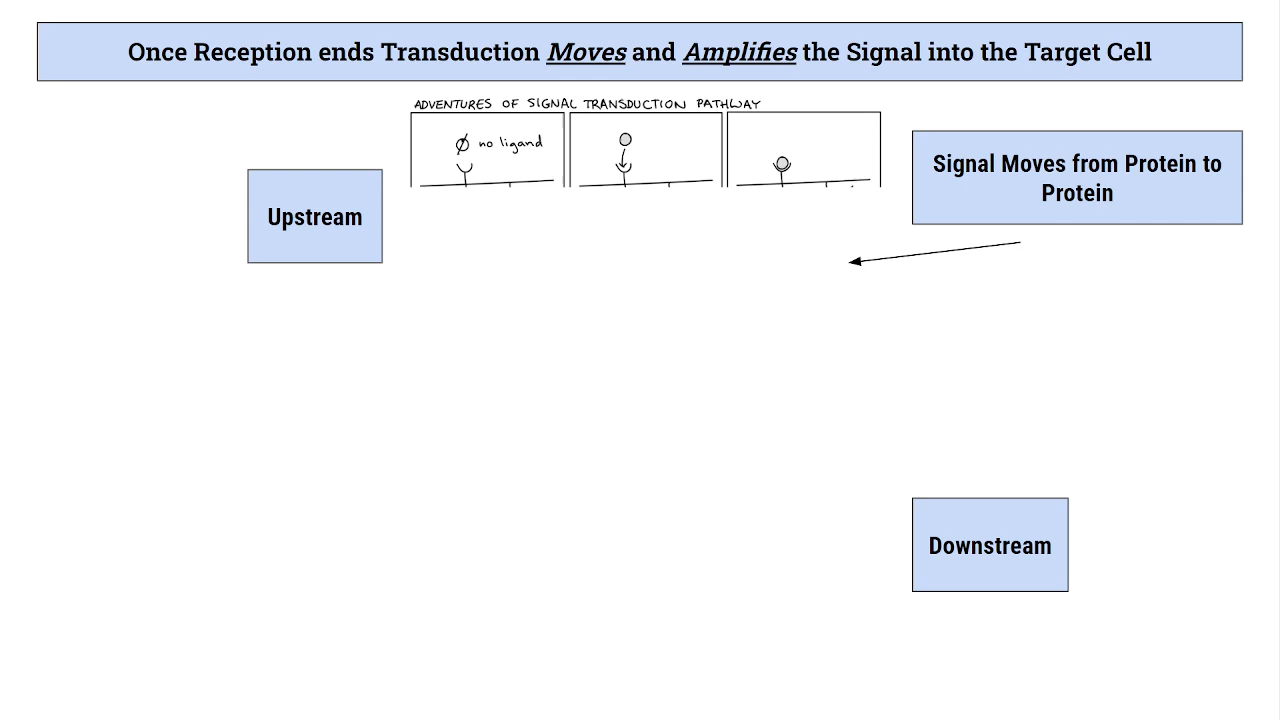 Once Reception ends Transduction Moves and Amplifies the Signal into the Target Cell
ADVENTURES OF SIGNAL TRANSDUCTION PATHWAY
Ø no ligand
Signal Moves from Protein to
Protein
Upstream
Downstream